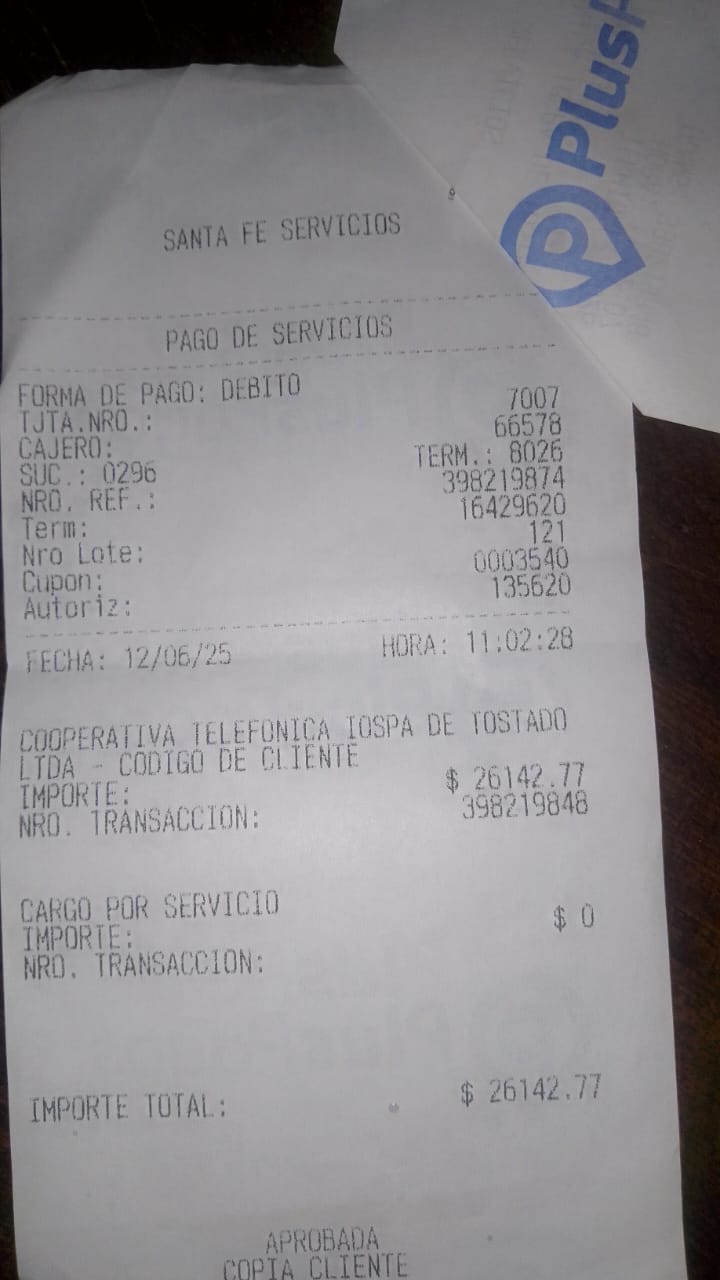 Plus
SANTA FE SERVICIOS
PAGO DE SERVICIOS
FORMA DE PAGO: DEBITO
TJTA.NRO.: 7007
CAJERO: 66578
SUC.: 0296 TERM.: 8026
NRO. REF.: 398219874
Term: 16429620
Nro Lote: 121
Cupon: 0003540
Autoriz: 135620
FECHA: 12/06/25 HORA: 11:02:28
COOPERATIVA TELEFONICA IOSPA DE TOSTADO
LTDA - CODIGO DE CLIENTE
IMPORTE: $ 26142.77
NRO. TRANSACCION: 398219848
CARGO POR SERVICIO
IMPORTE: $ 0
NRO. TRANSACCION:
IMPORTE TOTAL: $ 26142.77
APROBADA
COPIA CLIENTE